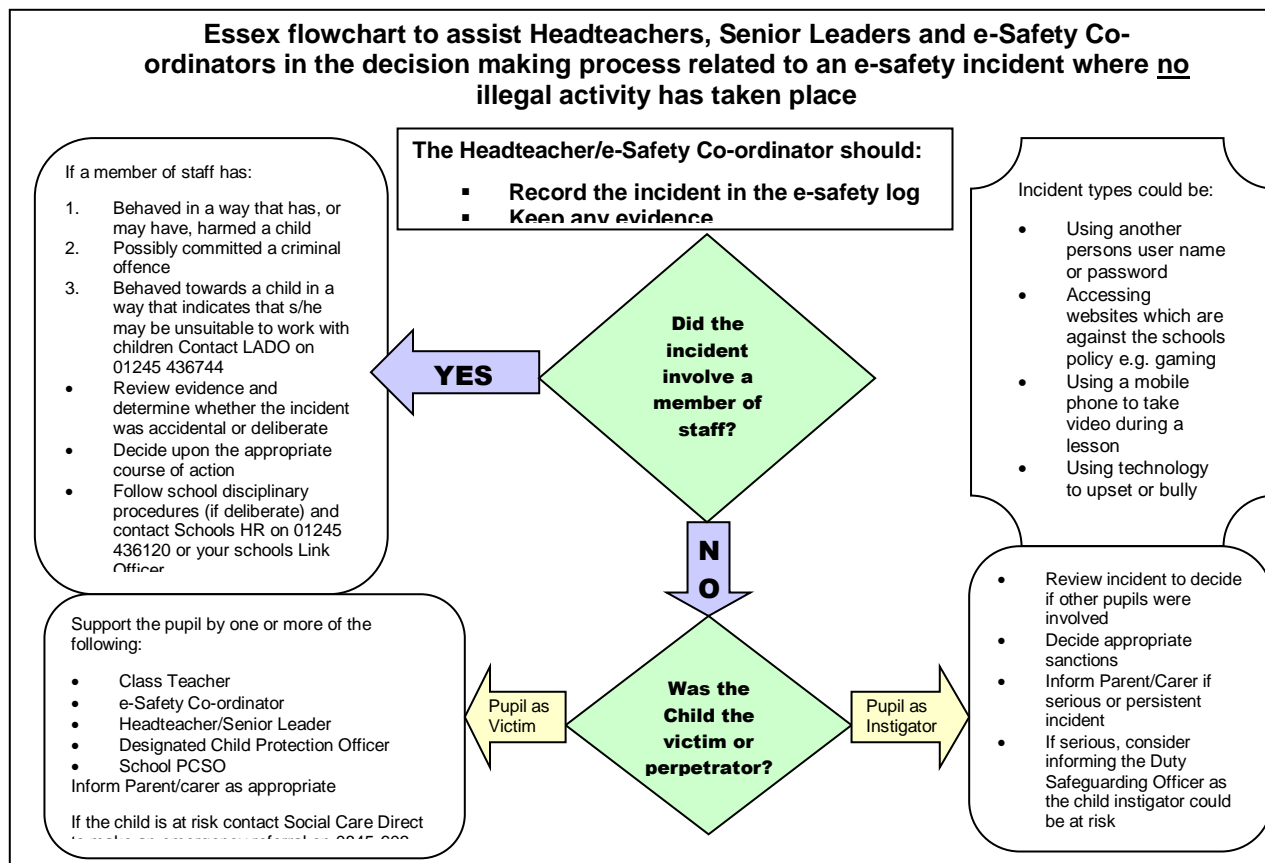 Essex flowchart to assist Headteachers, Senior Leaders and e-Safety Co-
ordinators in the decision making process related to an e-safety incident where no
illegal activity has taken place
The Headteacher/e-Safety Co-ordinator should:
▪ Record the incident in the e-safety log
▪ Keep any evidence
If a member of staff has:
1. Behaved in a way that has, or
may have, harmed a child
2. Possibly committed a criminal
offence
3. Behaved towards a child in a
way that indicates that s/he
may be unsuitable to work with
children Contact LADO on
01245 436744
• Review evidence and
determine whether the incident
was accidental or deliberate
• Decide upon the appropriate
course of action
• Follow school disciplinary
procedures (if deliberate) and
contact Schools HR on 01245
436120 or your schools Link
Officer
YES
Did the
incident
involve a
member of
staff?
Incident types could be:
• Using another
persons user name
or password
• Accessing
websites which are
against the schools
policy e.g. gaming
• Using a mobile
phone to take
video during a
lesson
• Using technology
to upset or bully
N
O
Support the pupil by one or more of the
following:
• Class Teacher
• e-Safety Co-ordinator
• Headteacher/Senior Leader
• Designated Child Protection Officer
• School PCSO
Inform Parent/carer as appropriate
If the child is at risk contact Social Care Direct
to make an emergency referral on
Pupil as
Victim
Was the
Child the
victim or
perpetrator?
Pupil as
Instigator
• Review incident to decide
if other pupils were
involved
• Decide appropriate
sanctions
• Inform Parent/Carer if
serious or persistent
incident
• If serious, consider
informing the Duty
Safeguarding Officer as
the child instigator could
be at risk